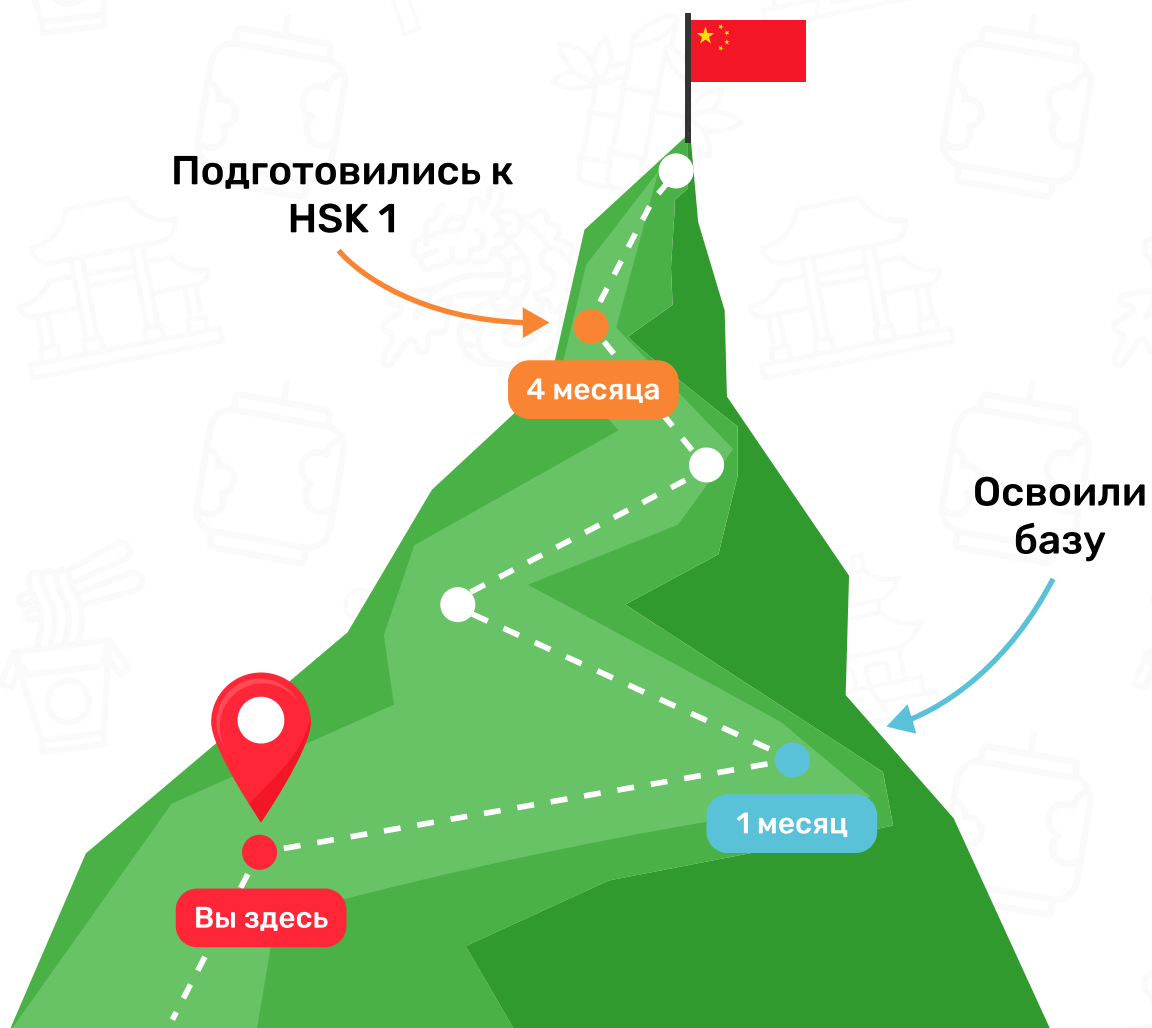 Подготовились к
HSK 1
4 месяца
Освоили
базу
1 месяц
Вы здесь